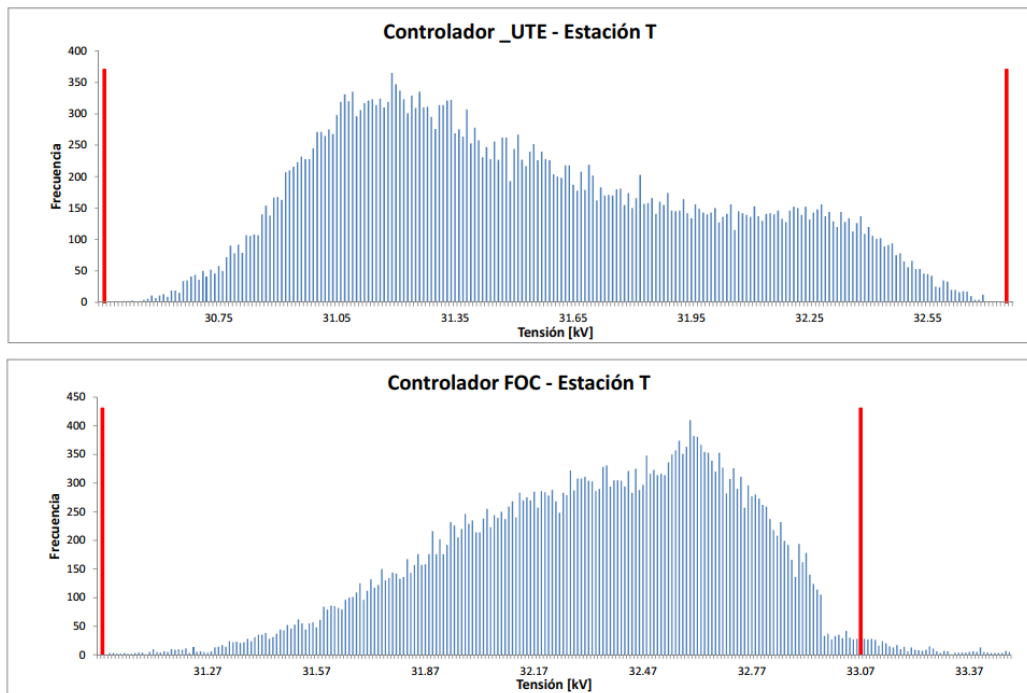 Controlador _UTE - Estación T
400
350
300
250
200
150
100
50
0
Frecuencia
30.75 31.05 31.35 31.65 31.95 32.25 32.55
Tensión [kV]
Controlador FOC - Estación T
450
400
350
300
250
200
150
100
50
0
Frecuencia
31.27 31.57 31.87 32.17 32.47 32.77 33.07 33.37
Tensión [kV]